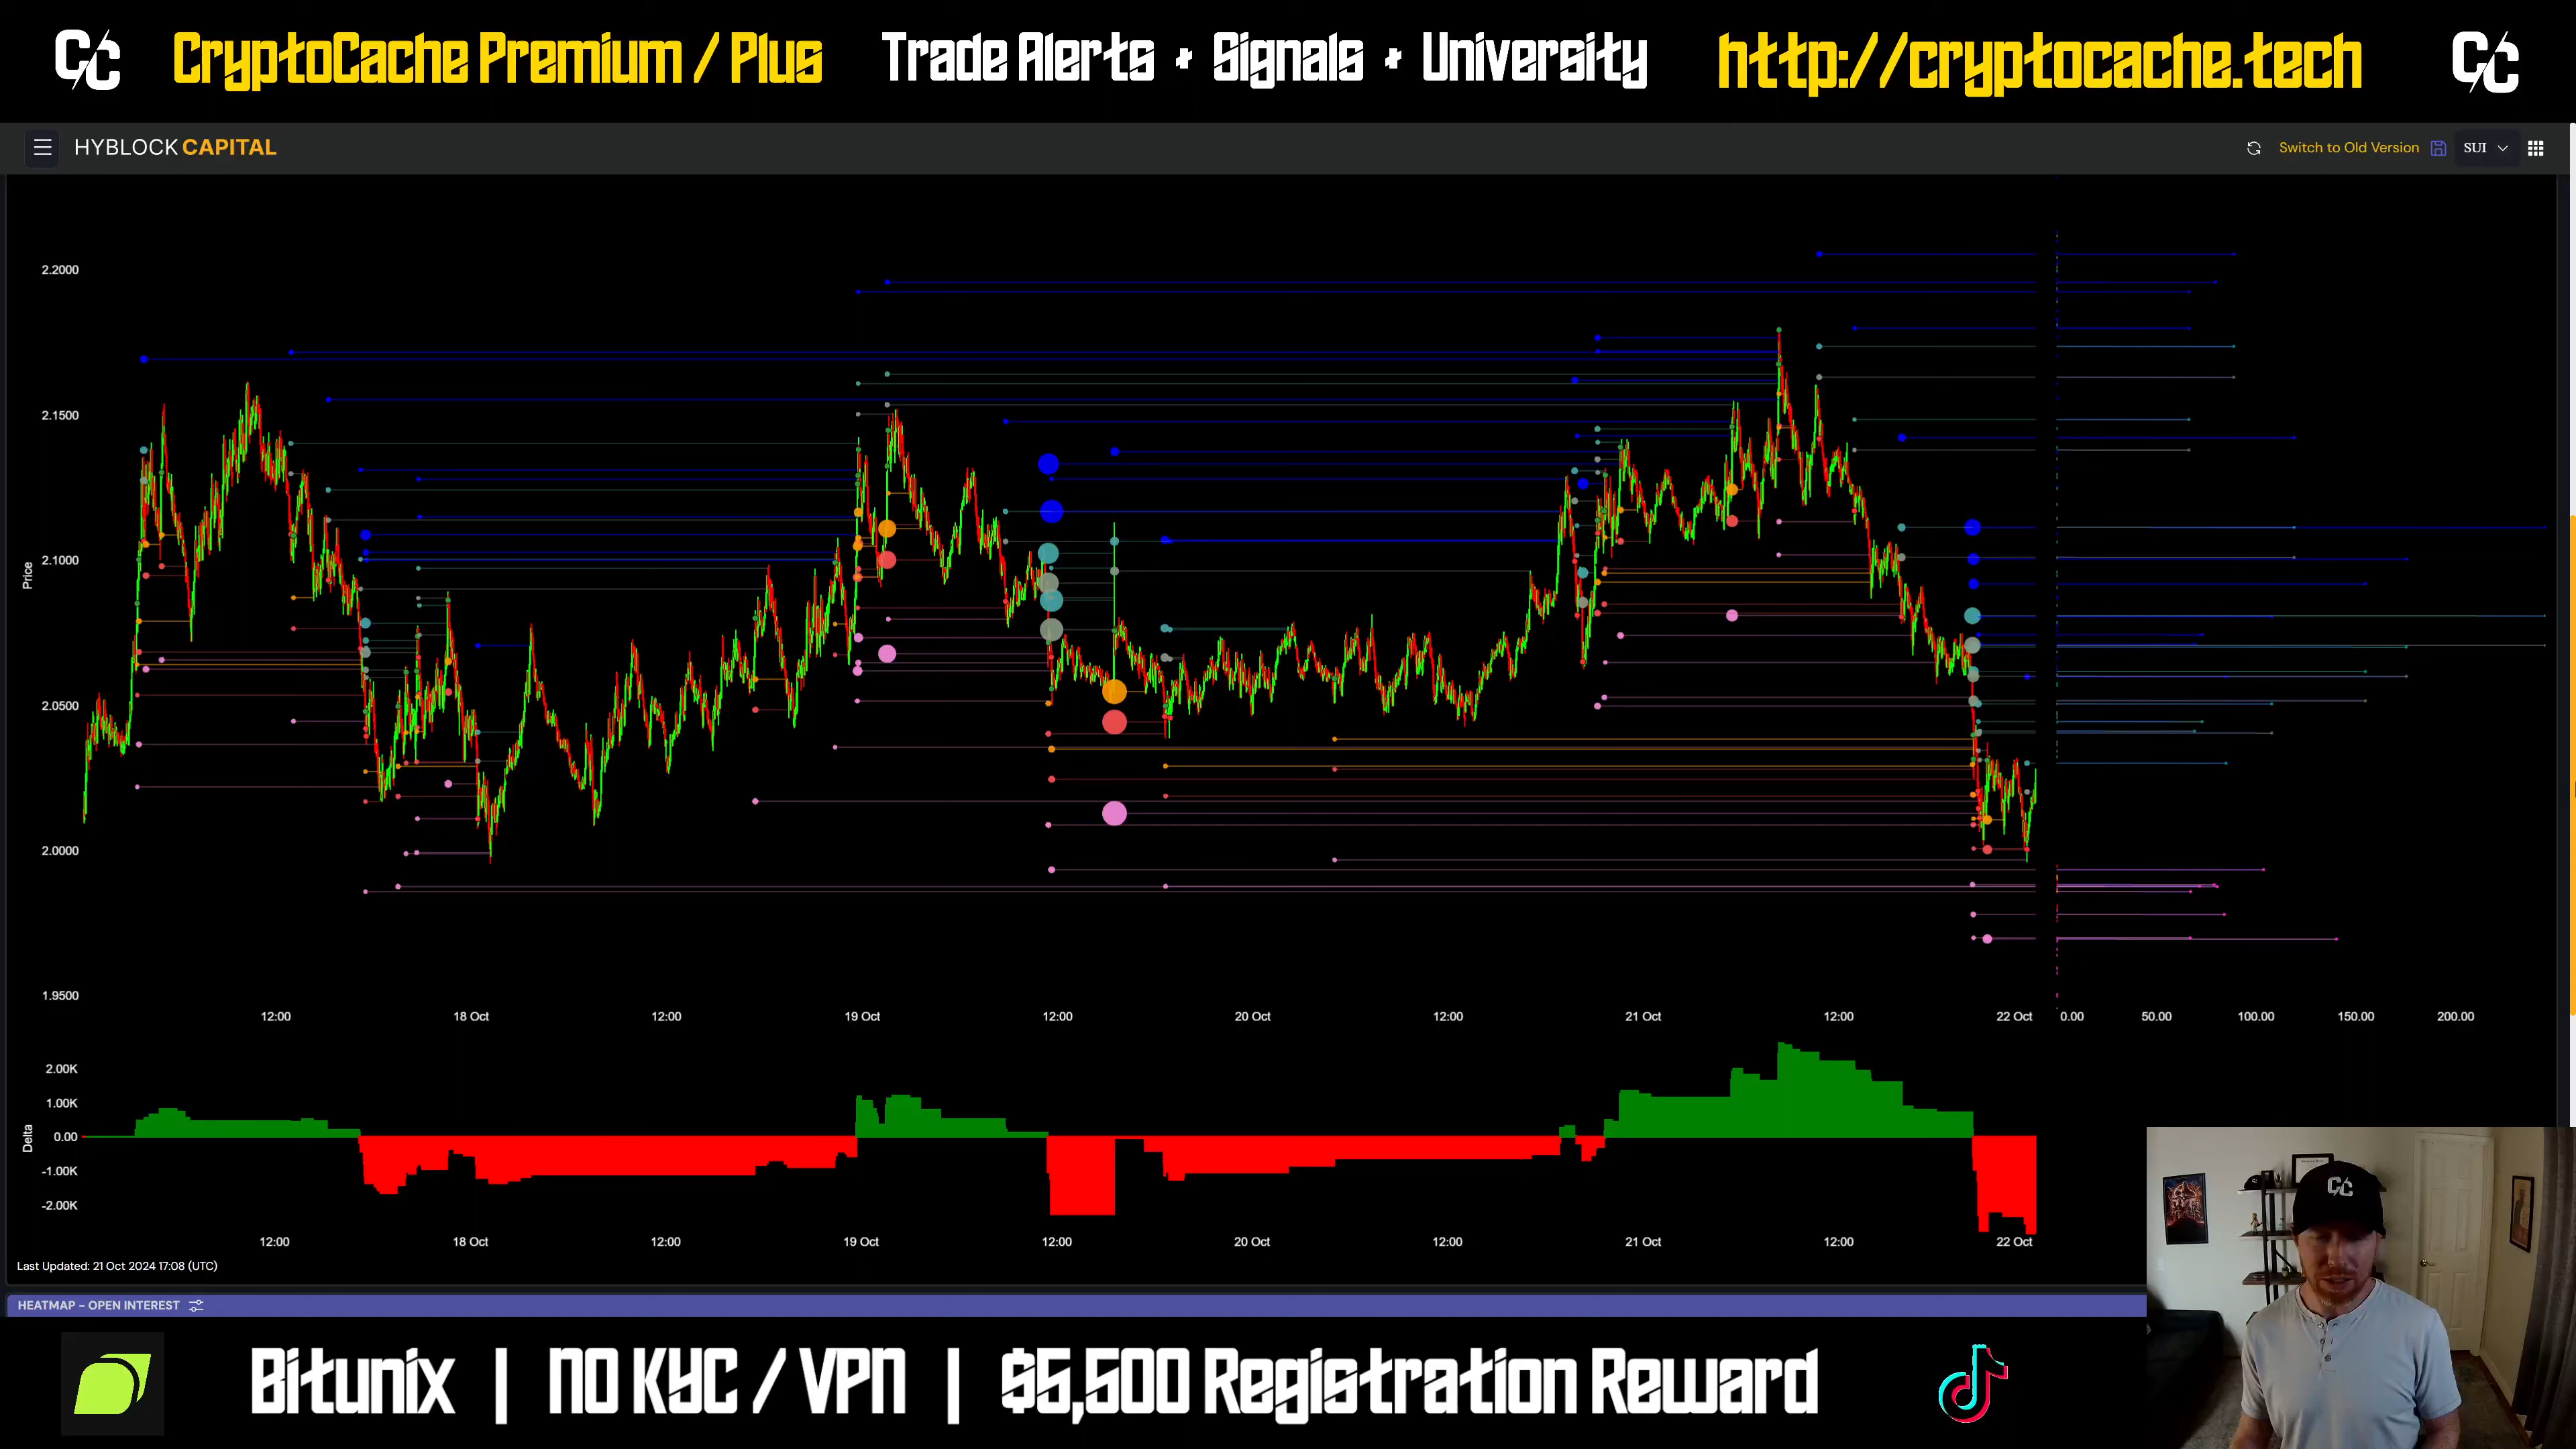 CC CryptoCache Premium / Plus Trade Alerts + Signals + University http://cryptocache.tech CC
HYBLOCK CAPITAL
Switch to Old Version SUI
2.2000
2.1500
2.1000
Price
2.0500
2.0000
1.9500
12:00 18 Oct 12:00 19 Oct 12:00 20 Oct 12:00 21 Oct 12:00 22 Oct 0.00 50.00 100.00 150.00 200.00
2.00K
1.00K
Delta
0.00
-1.00K
-2.00K
12:00 18 Oct 12:00 19 Oct 12:00 20 Oct 12:00 21 Oct 12:00 22 Oct
CC
Last Updated: 21 Oct 2024 17:08 (UTC)
HEATMAP - OPEN INTEREST
Bitunix | NO KYC / VPN | $5,500 Registration Reward